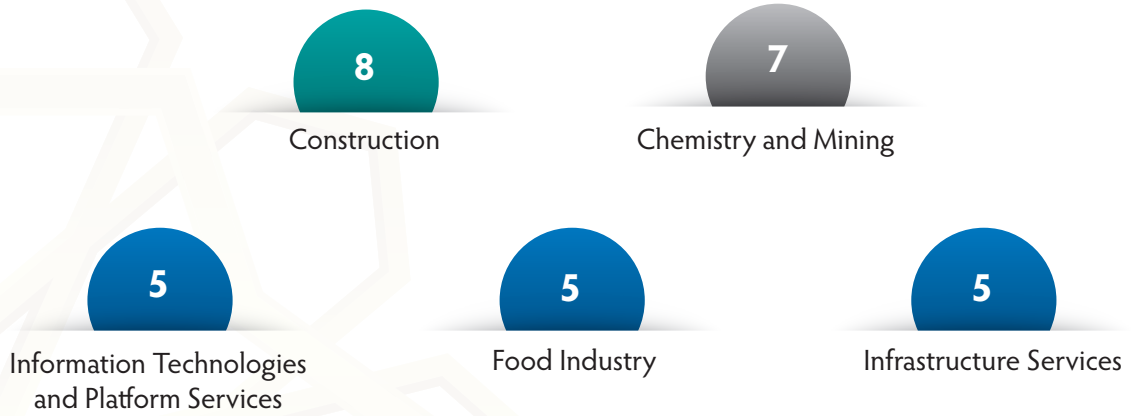 8
Construction
7
Chemistry and Mining
5
Information Technologies
and Platform Services
5
Food Industry
5
Infrastructure Services